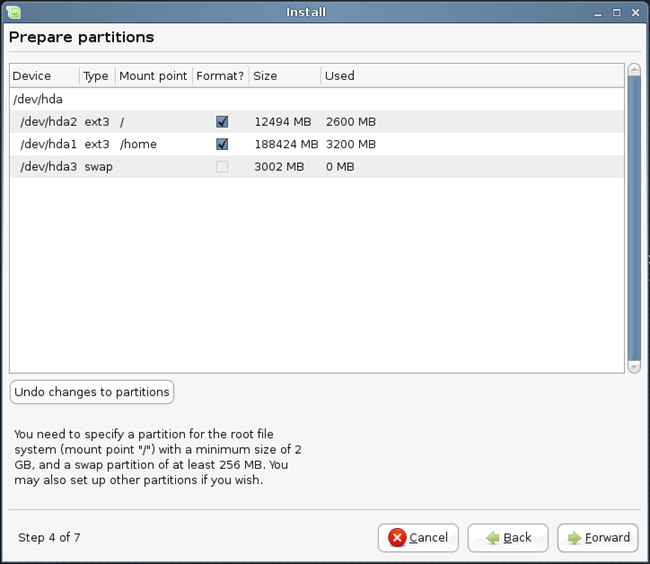 Install
Prepare partitions
Device Type Mount point Format? Size Used
/dev/hda
/dev/hda2 ext3 / 12494 MB 2600 MB
/dev/hda1 ext3 /home 188424 MB 3200 MB
/dev/hda3 swap 3002 MB 0 MB
Undo changes to partitions
You need to specify a partition for the root file
system (mount point "/") with a minimum size of 2
GB, and a swap partition of at least 256 MB. You
may also set up other partitions if you wish.
Step 4 of 7 Cancel Back Forward